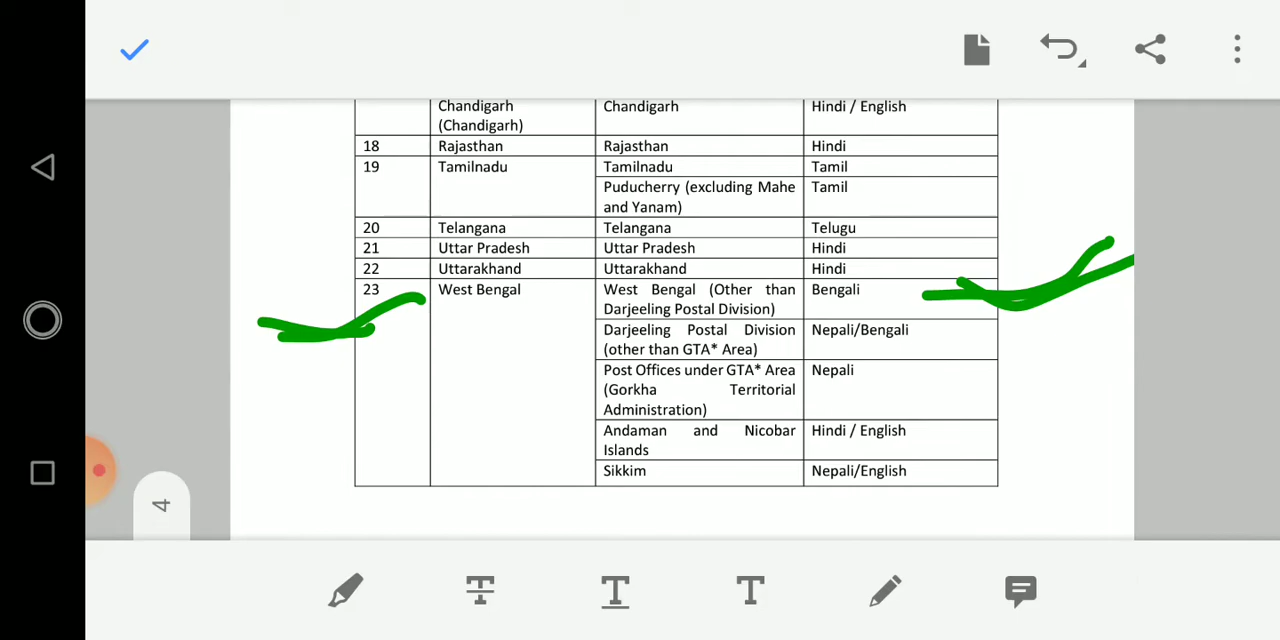 Chandigarh Chandigarh Hindi / English
(Chandigarh)
18 Rajasthan Rajasthan Hindi
19 Tamilnadu Tamilnadu Tamil
Puducherry (excluding Mahe Tamil
and Yanam)
20 Telangana Telangana Telugu
21 Uttar Pradesh Uttar Pradesh Hindi
22 Uttarakhand Uttarakhand Hindi
23 West Bengal West Bengal (Other than Bengali
Darjeeling Postal Division)
Darjeeling Postal Division Nepali/Bengali
(other than GTA* Area)
Post Offices under GTA* Area Nepali
(Gorkha Territorial
Administration)
Andaman and Nicobar Hindi / English
Islands
Sikkim Nepali/English
4
T T T